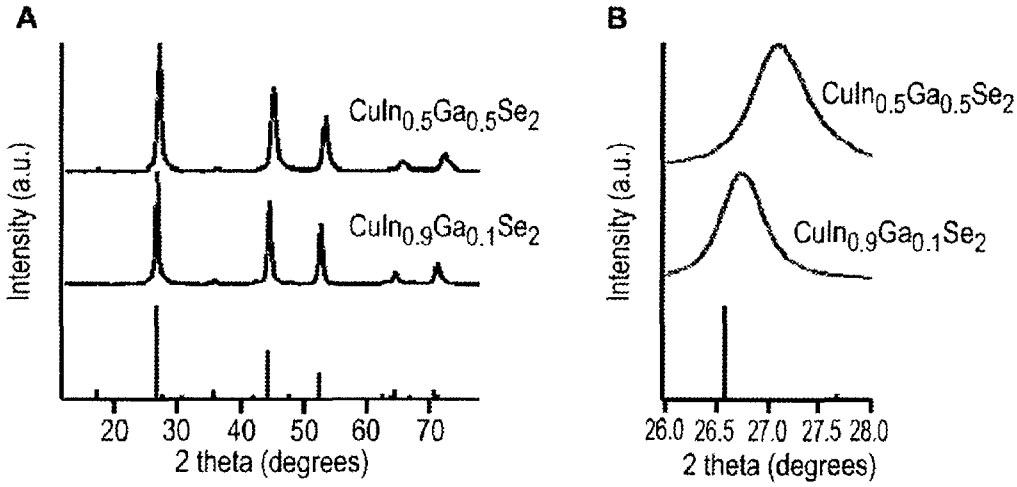 A
Intensity (a.u.)
CuIn0.5Ga0.5Se2
CuIn0.9Ga0.1Se2
20 30 40 50 60 70
2 theta (degrees)
B
Intensity (a.u.)
CuIn0.5Ga0.5Se2
CuIn0.9Ga0.1Se2
26.0 26.5 27.0 27.5 28.0
2 theta (degrees)